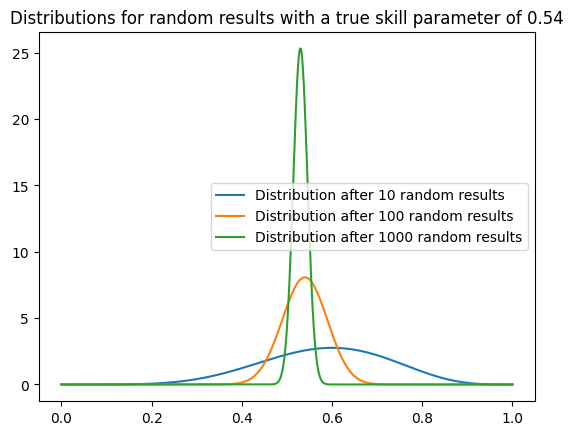 Distributions for random results with a true skill parameter of 0.54
25
20
15
10
5
0
Distribution after 10 random results
Distribution after 100 random results
Distribution after 1000 random results
0.0 0.2 0.4 0.6 0.8 1.0